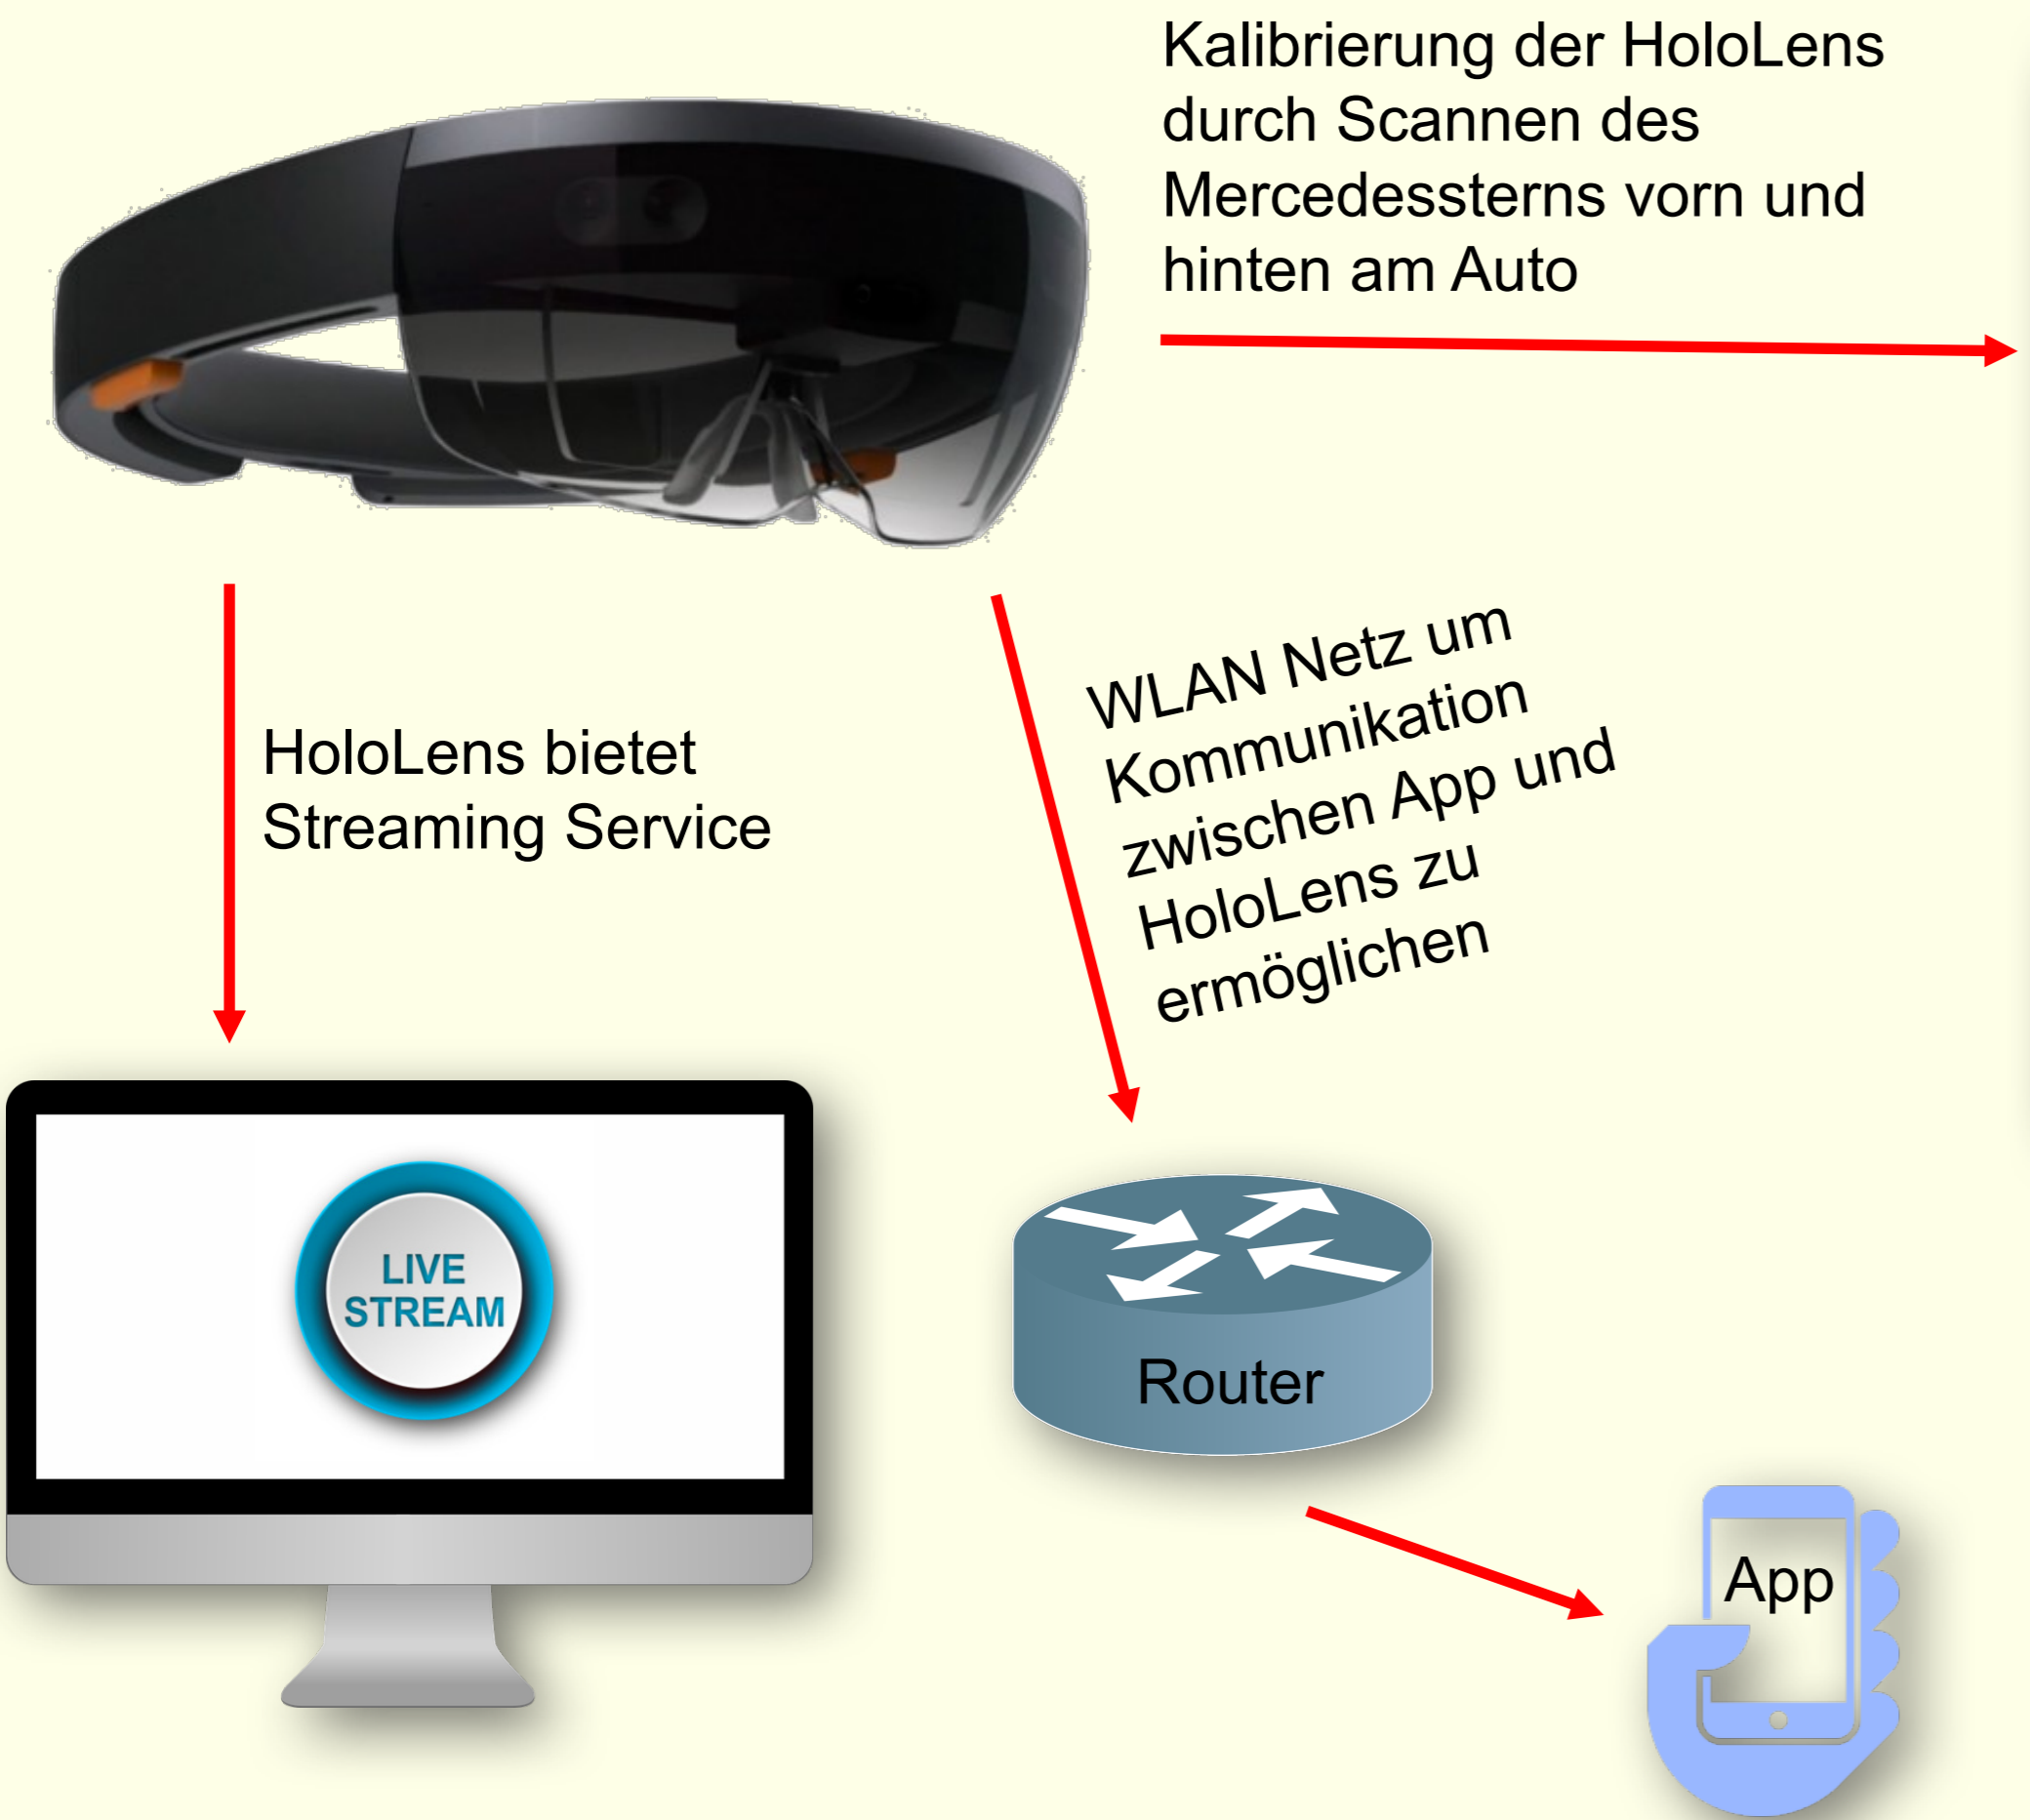 Kalibrierung der HoloLens
durch Scannen des
Mercedessterns vorn und
hinten am Auto
HoloLens bietet
Streaming Service
WLAN Netz um
Kommunikation
zwischen App und
HoloLens zu
ermöglichen
LIVE
STREAM
Router
App